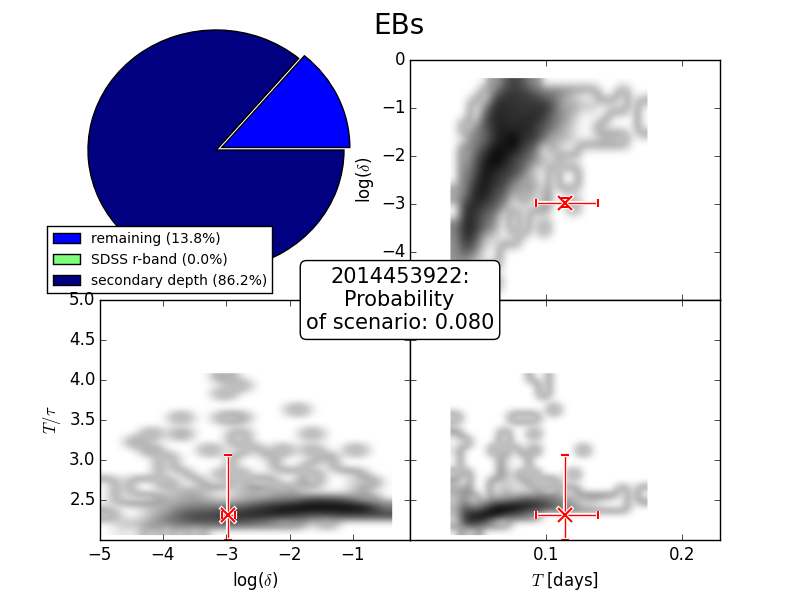 EBs
0
−1
−2
−3
−4
log(δ)
remaining (13.8%)
SDSS r-band (0.0%)
secondary depth (86.2%)
2014453922:
Probability
of scenario: 0.080
5.0
4.5
4.0
3.5
3.0
2.5
T/τ
−5 −4 −3 −2 −1
log(δ)
0.1 0.2
T [days]